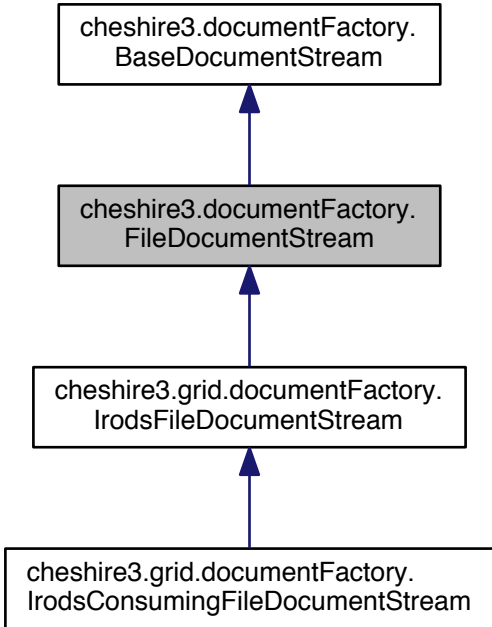 cheshire3.documentFactory.
BaseDocumentStream
cheshire3.documentFactory.
FileDocumentStream
cheshire3.grid.documentFactory.
IrodsFileDocumentStream
cheshire3.grid.documentFactory.
IrodsConsumingFileDocumentStream